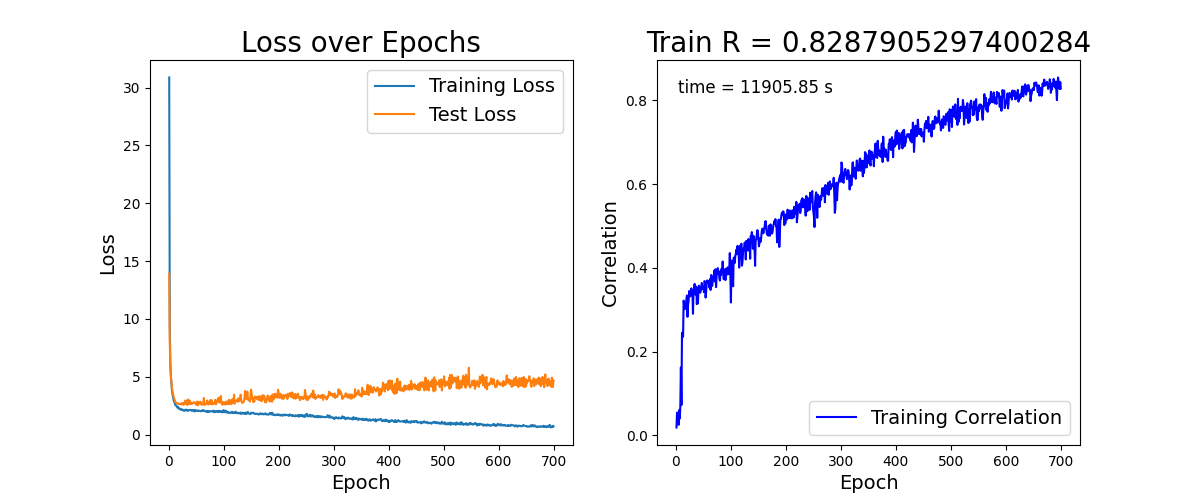 Loss over Epochs
Training Loss
Test Loss
30
25
20
15
10
5
0
Loss
0 100 200 300 400 500 600 700
Epoch
Train R = 0.8287905297400284
time = 11905.85 s
0.8
0.6
0.4
0.2
0.0
Correlation
Training Correlation
0 100 200 300 400 500 600 700
Epoch